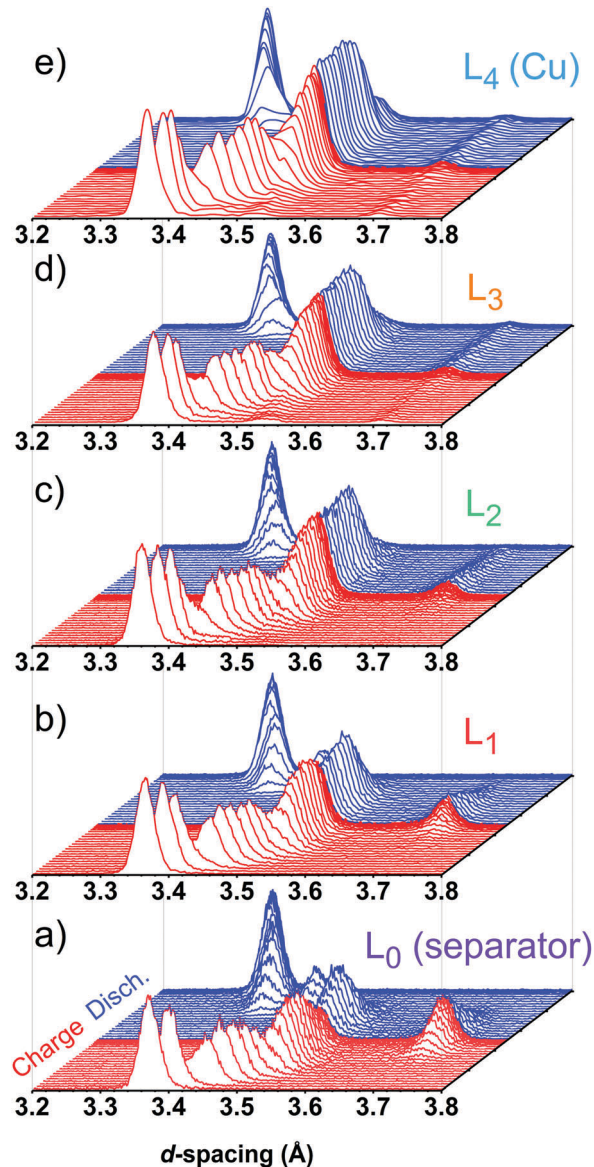 e)
L4 (Cu)
3.2 3.3 3.4 3.5 3.6 3.7 3.8
d)
L3
3.2 3.3 3.4 3.5 3.6 3.7 3.8
c)
L2
3.2 3.3 3.4 3.5 3.6 3.7 3.8
b)
L1
3.2 3.3 3.4 3.5 3.6 3.7 3.8
a)
L0 (separator)
Charge Disch.
3.2 3.3 3.4 3.5 3.6 3.7 3.8
d-spacing (Å)